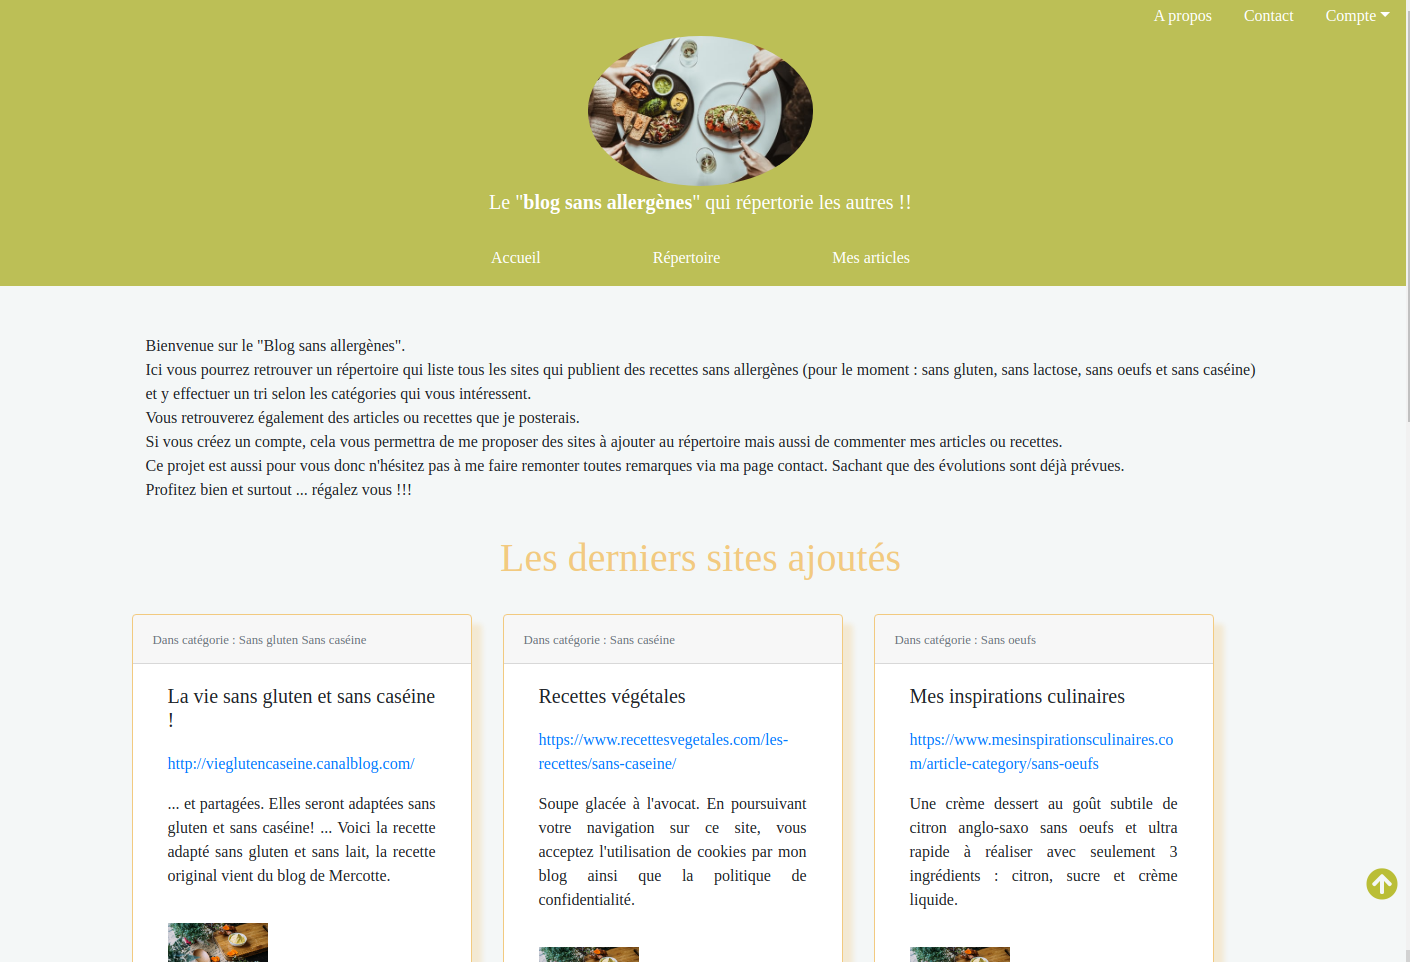 A propos Contact Compte
Le "blog sans allergènes" qui répertorie les autres !!
Accueil Répertoire Mes articles
Bienvenue sur le "Blog sans allergènes".
Ici vous pourrez retrouver un répertoire qui liste tous les sites qui publient des recettes sans allergènes (pour le moment : sans gluten, sans lactose, sans oeufs et sans caséine)
et y effectuer un tri selon les catégories qui vous intéressent.
Vous retrouverez également des articles ou recettes que je posterais.
Si vous créez un compte, cela vous permettra de me proposer des sites à ajouter au répertoire mais aussi de commenter mes articles ou recettes.
Ce projet est aussi pour vous donc n'hésitez pas à me faire remonter toutes remarques via ma page contact. Sachant que des évolutions sont déjà prévues.
Profitez bien et surtout ... régalez vous !!!
Les derniers sites ajoutés
Dans catégorie : Sans gluten Sans caséine
La vie sans gluten et sans caséine
!
http://vieglutencaseine.canalblog.com/
... et partagées. Elles seront adaptées sans
gluten et sans caséine! ... Voici la recette
adapté sans gluten et sans lait, la recette
original vient du blog de Mercotte.
Dans catégorie : Sans caséine
Recettes végétales
https://www.recettesvegetales.com/les-
recettes/sans-caseine/
Soupe glacée à l'avocat. En poursuivant
votre navigation sur ce site, vous
acceptez l'utilisation de cookies par mon
blog ainsi que la politique de
confidentialité.
Dans catégorie : Sans oeufs
Mes inspirations culinaires
https://www.mesinspirationsculinaires.co
m/article-category/sans-oeufs
Une crème dessert au goût subtile de
citron anglo-saxo sans oeufs et ultra
rapide à réaliser avec seulement 3
ingrédients : citron, sucre et crème
liquide.